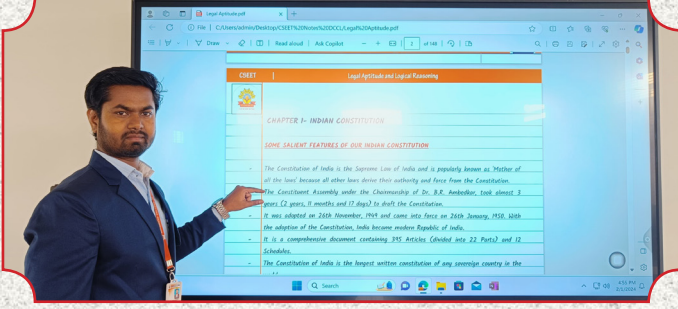 Legal Aptitude.pdf
File | C:/Users/admin/Desktop/CSEET%20Notes%20DCCL/Legal%20Aptitude.pdf
Draw | Read aloud | Ask Copilot 2 of 148
CSEET | Legal Aptitude and Logical Reasoning
CHAPTER 1- INDIAN CONSTITUTION
SOME SALIENT FEATURES OF OUR INDIAN CONSTITUTION
- The Constitution of India is the Supreme Law of India and is popularly known as 'Mother of
all the laws' because all other laws derive their authority and force from the Constitution.
The Constituent Assembly under the Chairmanship of Dr. B.R. Ambedkar, took almost 3
years (2 years, 11 months and 17 days) to draft the Constitution.
- It was adopted on 26th November, 1949 and came into force on 26th January, 1950. With
the adoption of the Constitution, India became modern Republic of India.
- It is a comprehensive document containing 395 Articles (divided into 22 Parts) and 12
Schedules.
- The Constitution of India is the longest written constitution of any sovereign country in the
Search
4:51 PM